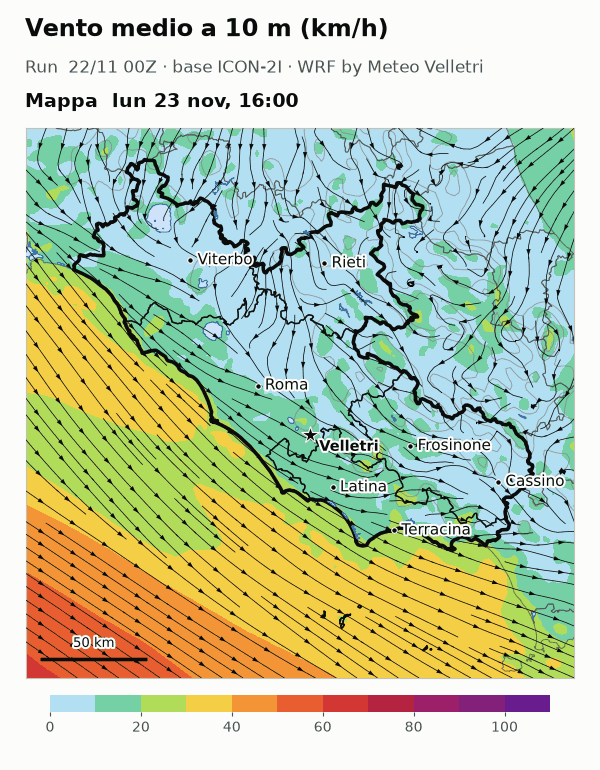 Vento medio a 10 m (km/h)
Run  22/11 00Z · base ICON-2I · WRF by Meteo Velletri
Mappa  lun 23 nov, 16:00
Viterbo
Rieti
Roma
Velletri
Frosinone
Latina
Cassino
Terracina
50 km
0 20 40 60 80 100